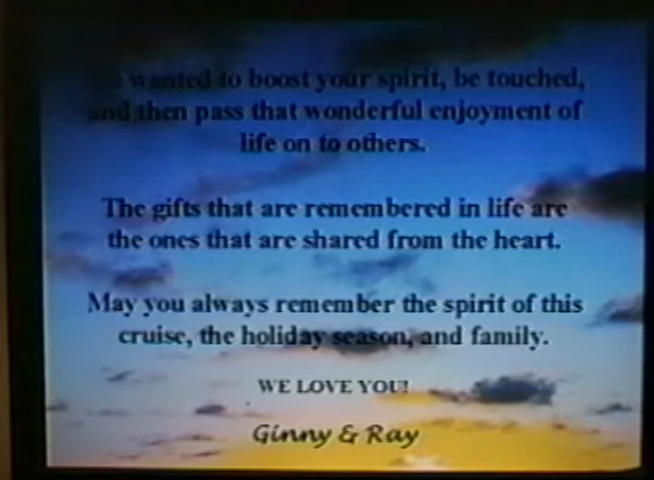 wanted to boost your spirit, be touched,
and then pass that wonderful enjoyment of
life on to others.
The gifts that are remembered in life are
the ones that are shared from the heart.
May you always remember the spirit of this
cruise, the holiday season, and family.
WE LOVE YOU!
Ginny & Ray